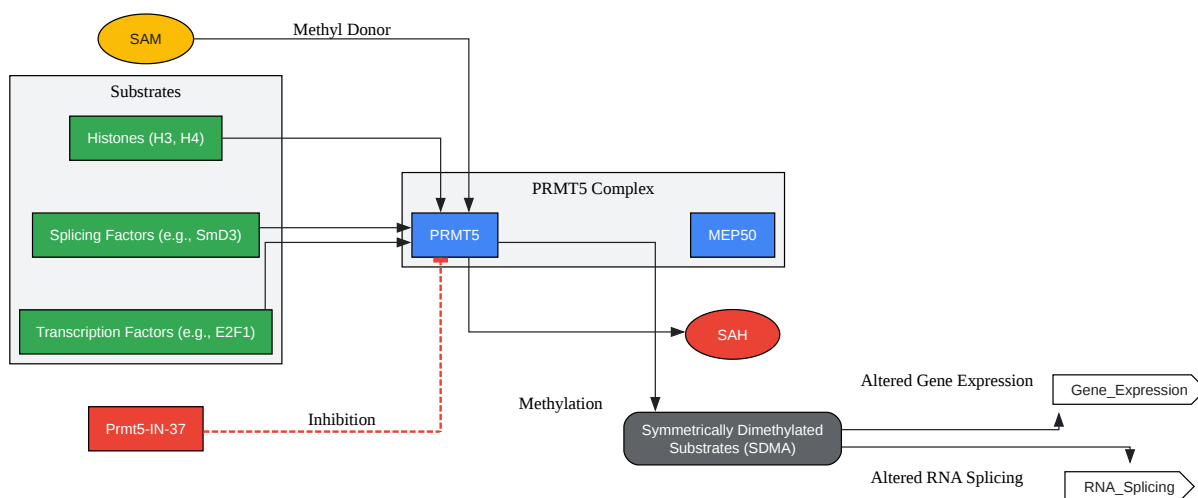 SAM
Methyl Donor
Substrates
Histones (H3, H4)
PRMT5 Complex
Splicing Factors (e.g., SmD3)
PRMT5
MEP50
Transcription Factors (e.g., E2F1)
SAH
Altered Gene Expression
Gene_Expression
Methylation
Prmt5-IN-37
Inhibition
Symmetrically Dimethylated
Substrates (SDMA)
Altered RNA Splicing
RNA_Splicing